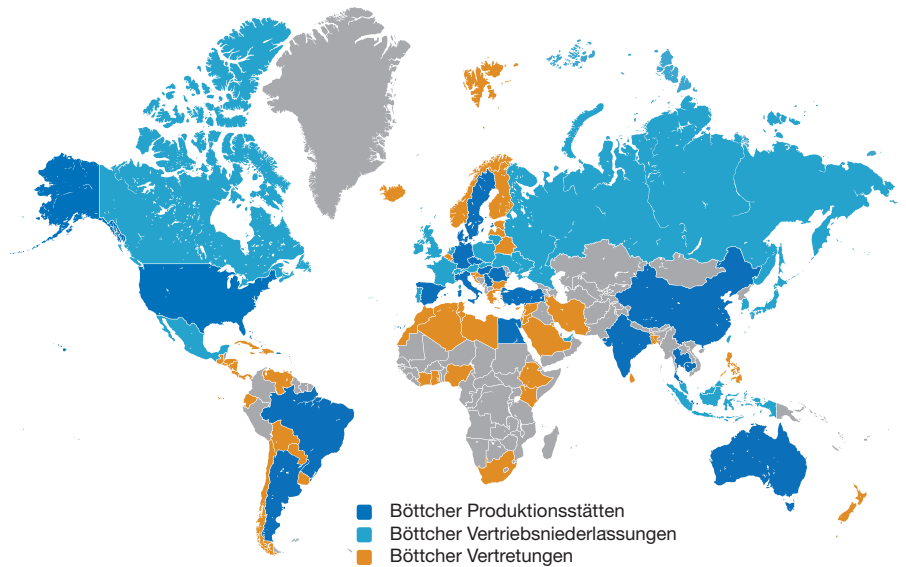 Böttcher Produktionsstätten
Böttcher Vertriebsniederlassungen
Böttcher Vertretungen